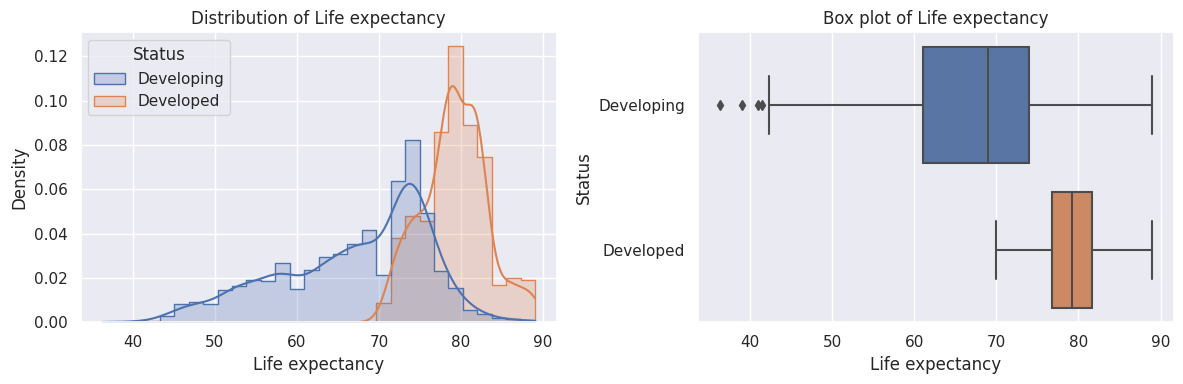 Distribution of Life expectancy
Status
Developing
Developed
Density
0.12
0.10
0.08
0.06
0.04
0.02
0.00
40
50
60
70
80
90
Life expectancy
Box plot of Life expectancy
Status
Developing
Developed
40
50
60
70
80
90
Life expectancy